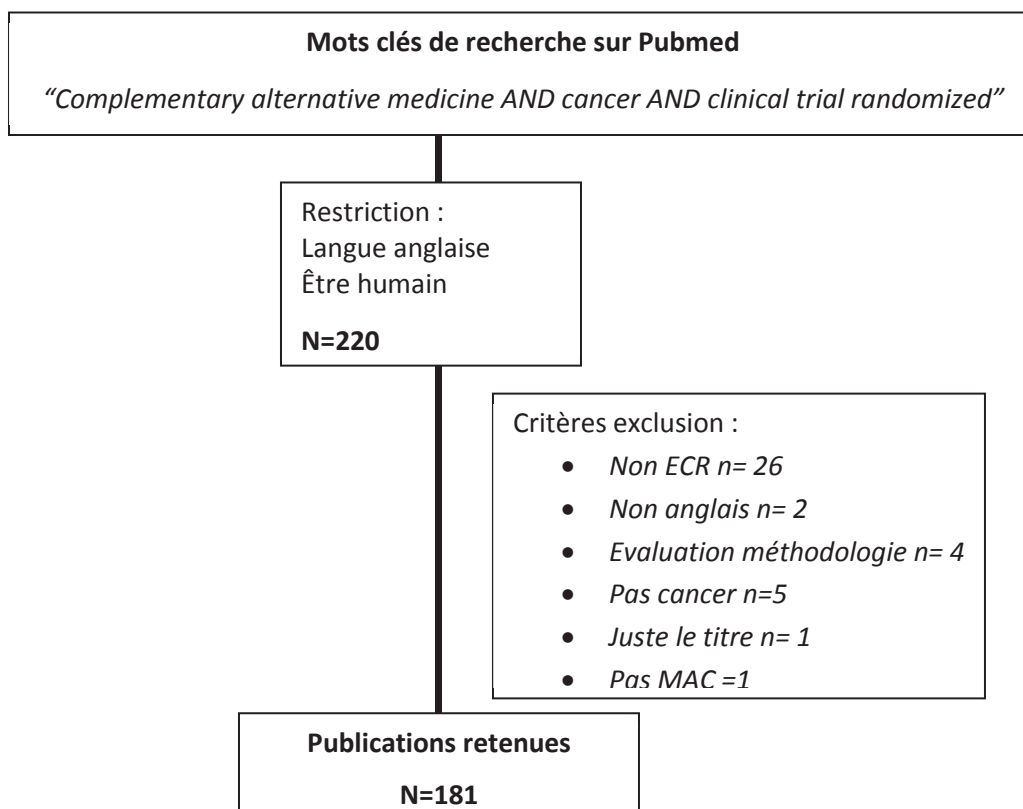 Mots clés de recherche sur Pubmed
“Complementary alternative medicine AND cancer AND clinical trial randomized”
Restriction :
Langue anglaise
Être humain
N=220
Critères exclusion :
• Non ECR n= 26
• Non anglais n= 2
• Evaluation méthodologie n= 4
• Pas cancer n=5
• Juste le titre n= 1
• Pas MAC =1
Publications retenues
N=181